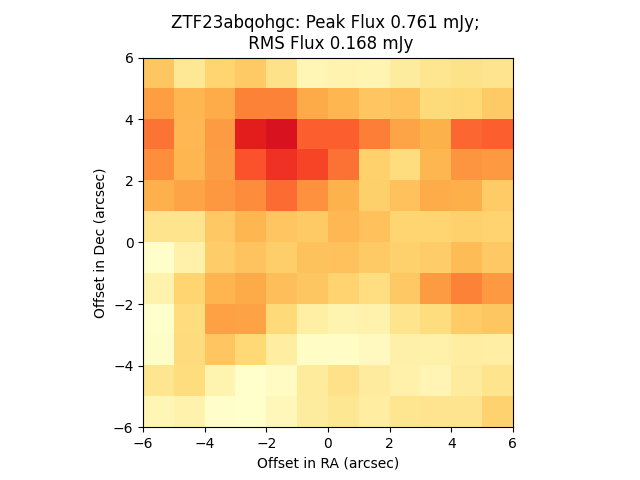 ZTF23abqohgc: Peak Flux 0.761 mJy;
RMS Flux 0.168 mJy
6
4
2
0
−2
−4
−6
Offset in Dec (arcsec)
−6 −4 −2 0 2 4 6
Offset in RA (arcsec)